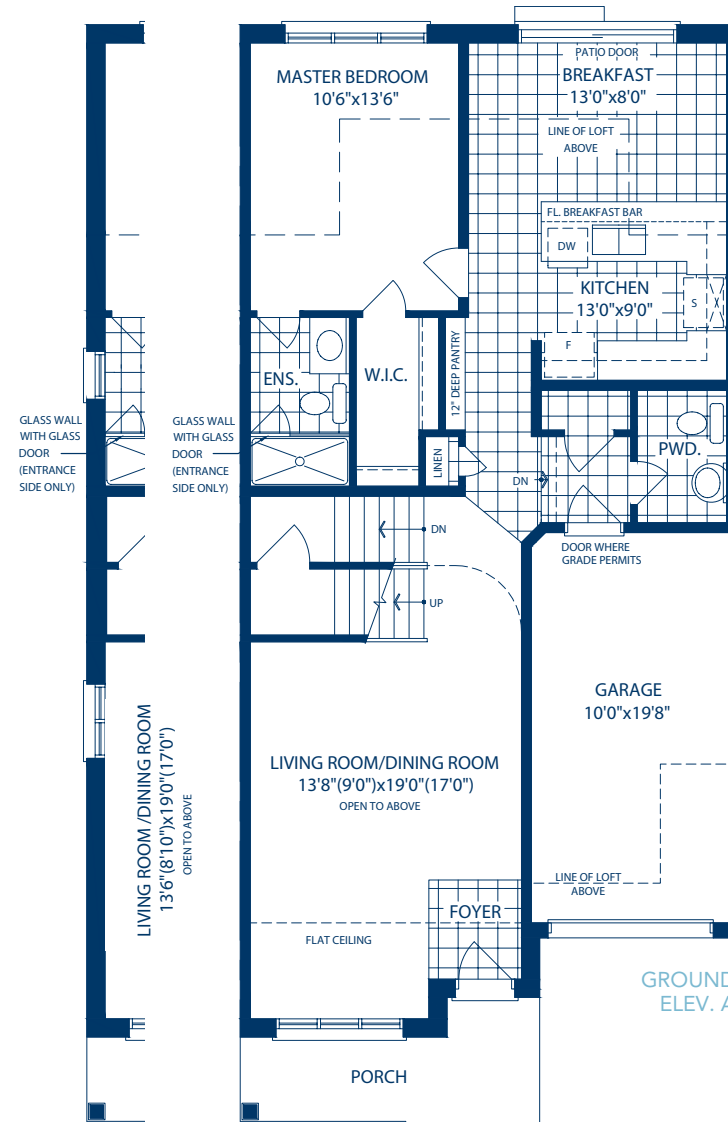 PATIO DOOR
MASTER BEDROOM
10'6"x13'6"
BREAKFAST
13'0"x8'0"
LINE OF LOFT
ABOVE
FL. BREAKFAST BAR
DW
KITCHEN
13'0"x9'0"
S
F
ENS.
W.I.C.
12" DEEP PANTRY
GLASS WALL
WITH GLASS
DOOR
(ENTRANCE
SIDE ONLY)
GLASS WALL
WITH GLASS
DOOR
(ENTRANCE
SIDE ONLY)
LINEN
PWD.
DN
DN
DOOR WHERE
GRADE PERMITS
UP
GARAGE
10'0"x19'8"
LIVING ROOM /DINING ROOM
13'6"(8'10")x19'0"(17'0")
OPEN TO ABOVE
LIVING ROOM/DINING ROOM
13'8"(9'0")x19'0"(17'0")
OPEN TO ABOVE
LINE OF LOFT
ABOVE
FOYER
FLAT CEILING
GROUND
ELEV. A
PORCH